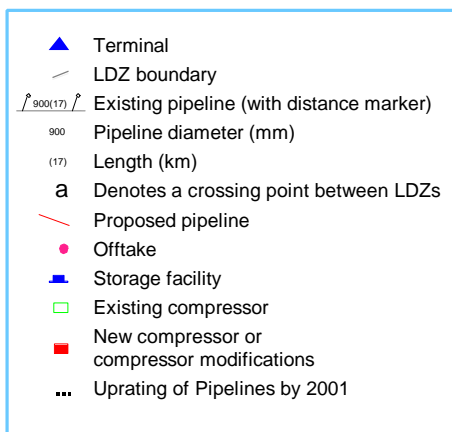 Terminal
LDZ boundary
900(17) Existing pipeline (with distance marker)
900 Pipeline diameter (mm)
(17) Length (km)
a Denotes a crossing point between LDZs
Proposed pipeline
Offtake
Storage facility
Existing compressor
New compressor or
compressor modifications
Uprating of Pipelines by 2001